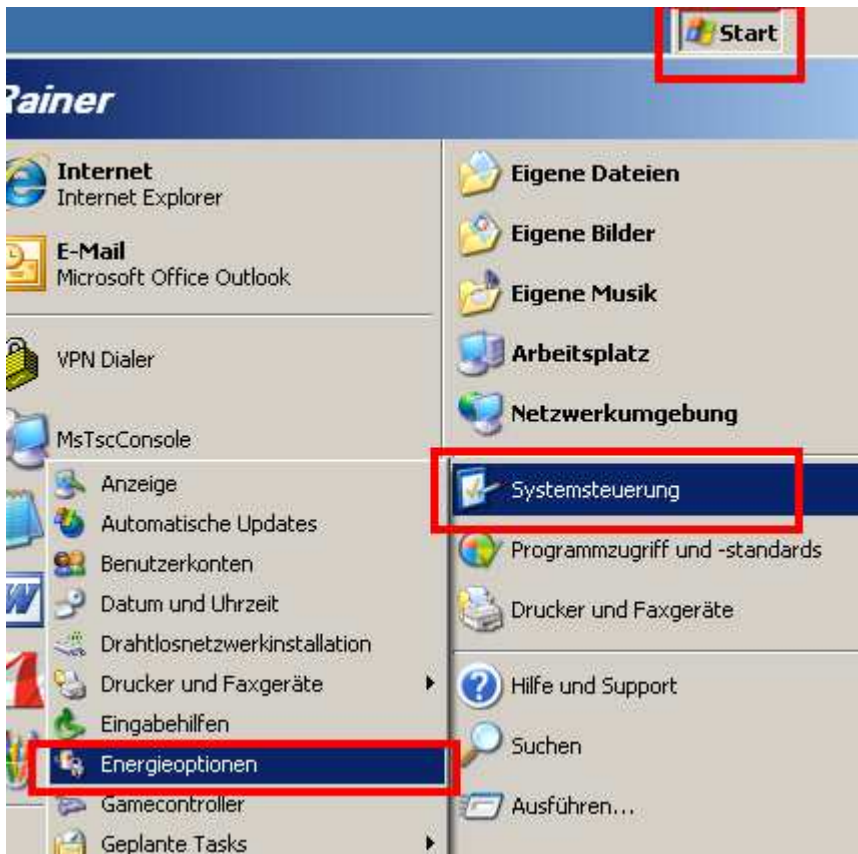 Start
Rainer
Internet
Internet Explorer
E-Mail
Microsoft Office Outlook
VPN Dialer
MsTscConsole
Eigene Dateien
Eigene Bilder
Eigene Musik
Arbeitsplatz
Netzwerkumgebung
Systemsteuerung
Programmzugriff und -standards
Drucker und Faxgeräte
Hilfe und Support
Suchen
Ausführen...
Anzeige
Automatische Updates
Benutzerkonten
Datum und Uhrzeit
Drahtlosnetzwerkinstallation
Drucker und Faxgeräte
Eingabehilfen
Energieoptionen
Gamecontroller
Geplante Tasks